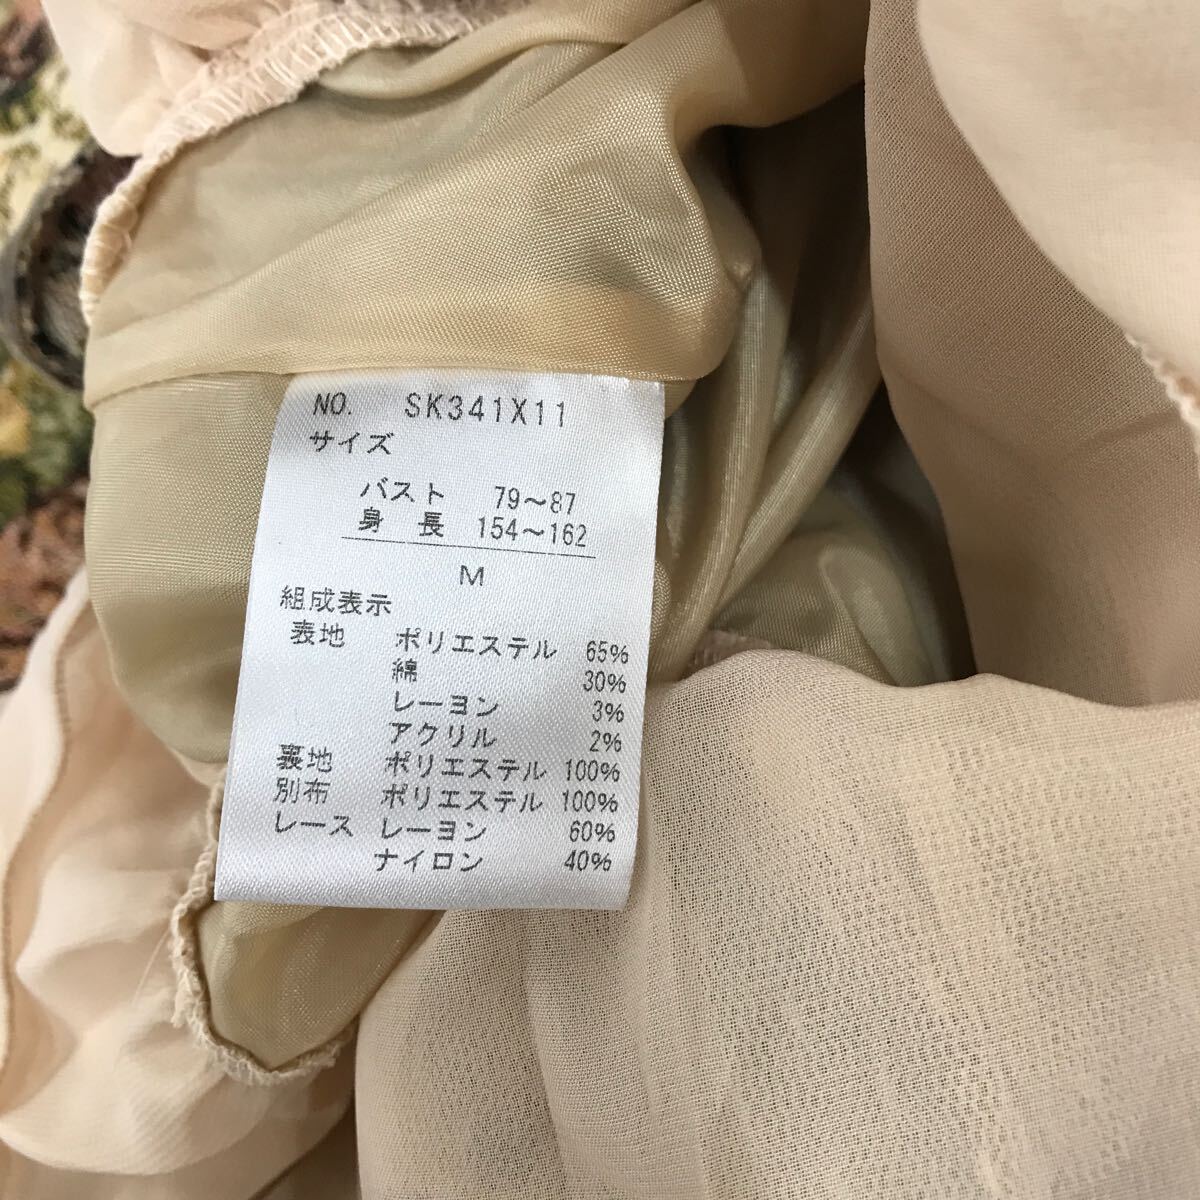 NO. SK341X11
サイズ
バスト 79～87
身長 154～162
M
組成表示
表地 ポリエステル 65%
綿 30%
レーヨン 3%
アクリル 2%
裏地 ポリエステル 100%
別布 ポリエステル 100%
レース レーヨン 60%
ナイロン 40%